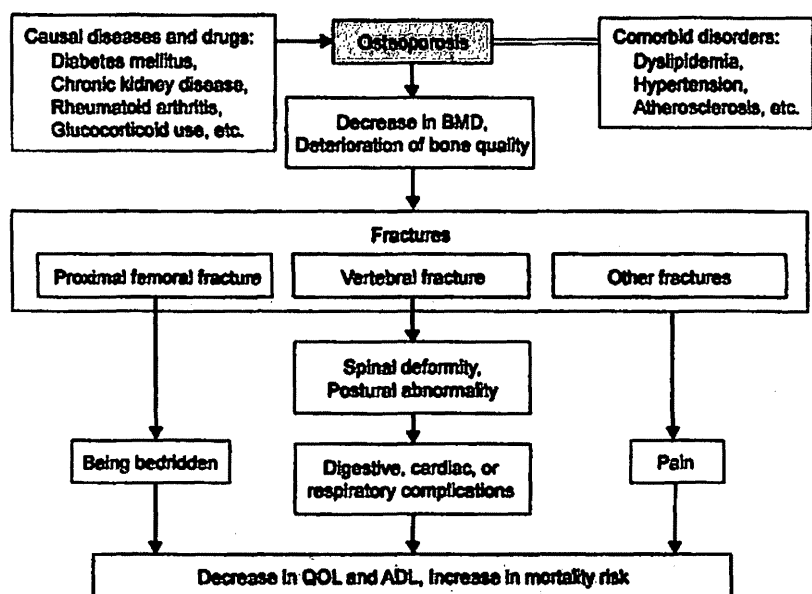 Causal diseases and drugs:
Diabetes mellitus,
Chronic kidney disease,
Rheumatoid arthritis,
Glucocorticoid use, etc.
Osteoporosis
Comorbid disorders:
Dyslipidemia,
Hypertension,
Atherosclerosis, etc.
Decrease in BMD,
Deterioration of bone quality
Fractures
Proximal femoral fracture
Vertebral fracture
Other fractures
Spinal deformity,
Postural abnormality
Being bedridden
Digestive, cardiac, or
respiratory complications
Pain
Decrease in QOL and ADL, Increase in mortality risk